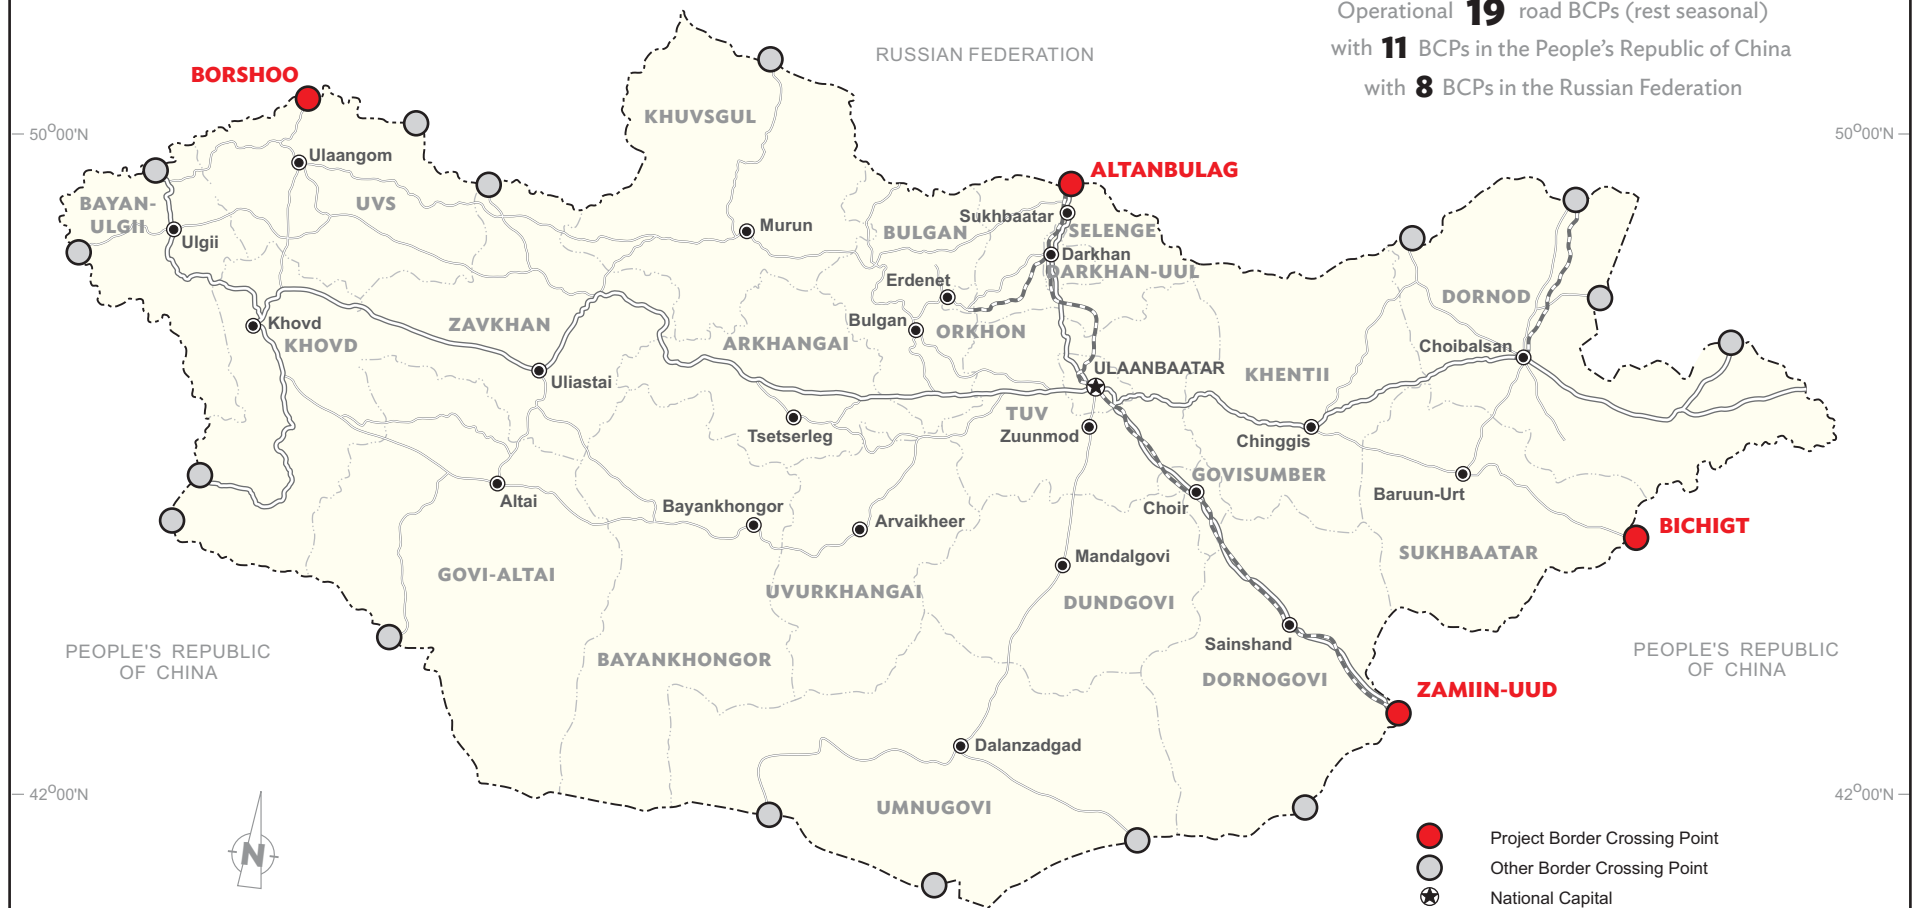 Operational 19 road BCPs (rest seasonal)
with 11 BCPs in the People's Republic of China
with 8 BCPs in the Russian Federation
RUSSIAN FEDERATION
BORSHOO
KHUVSGUL
50°00'N
50°00'N
Ulaangom
ALTANBULAG
BAYAN-
ULGII
UVS
Ulgii
Murun
Sukhbaatar
BULGAN
SELENGE
Darkhan
DARKHAN-UUL
Erdenet
DORNOD
Khovd
KHOVD
ZAVKHAN
Bulgan
ORKHON
ARKHANGAI
Choibalsan
ULAANBAATAR
KHENTII
Uliastai
TUV
Tsetserleg
Zuunmod
Chinggis
GOVISUMBER
Baruun-Urt
Altai
Bayankhongor
Choir
Arvaikheer
BICHIGT
SUKHBAATAR
Mandalgovi
GOVI-ALTAI
UVURKHANGAI
DUNDGOVI
Sainshand
PEOPLE'S REPUBLIC
OF CHINA
PEOPLE'S REPUBLIC
OF CHINA
BAYANKHONGOR
DORNOGOVI
ZAMIIN-UUD
Dalanzadgad
42°00'N
42°00'N
UMNUGOVI
N
Project Border Crossing Point
Other Border Crossing Point
National Capital